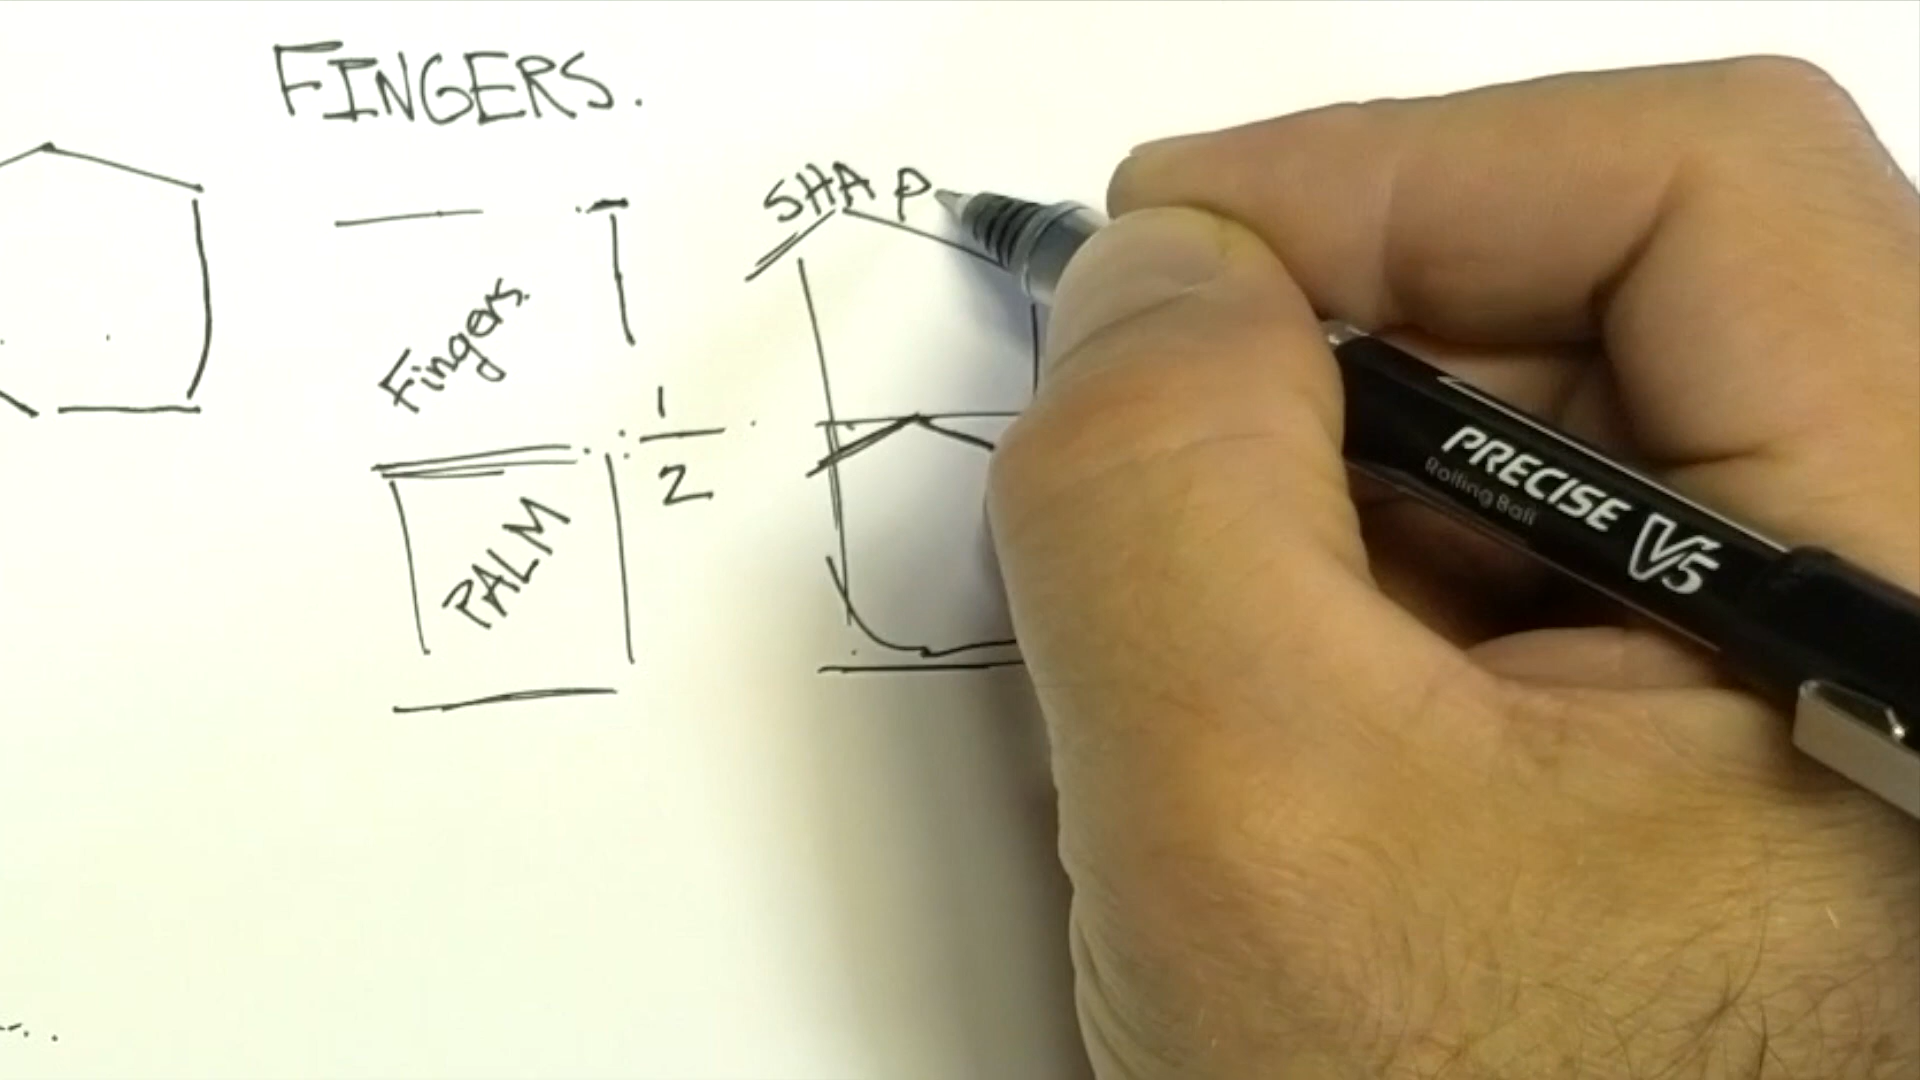 FINGERS.
SHAP
Fingers.
1
2
PALM
PRECISE V5
Rolling Ball